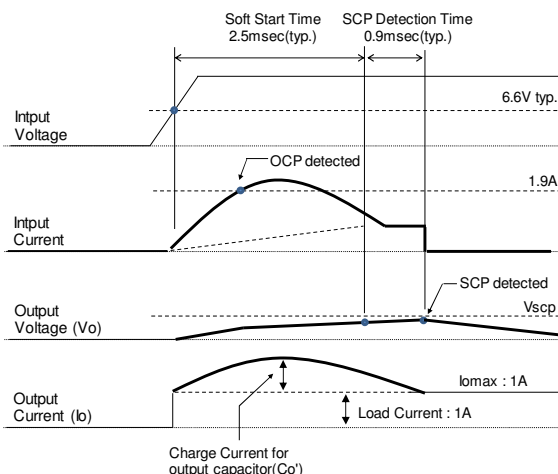 Soft Start Time
2.5msec(typ.)
SCP Detection Time
0.9msec(typ.)
6.6V typ.
Intput
Voltage
OCP detected
1.9A
Intput
Current
SCP detected
Vscp
Output
Voltage (Vo)
Iomax : 1A
Output
Current (Io)
Load Current : 1A
Charge Current for
output capacitor(Co')